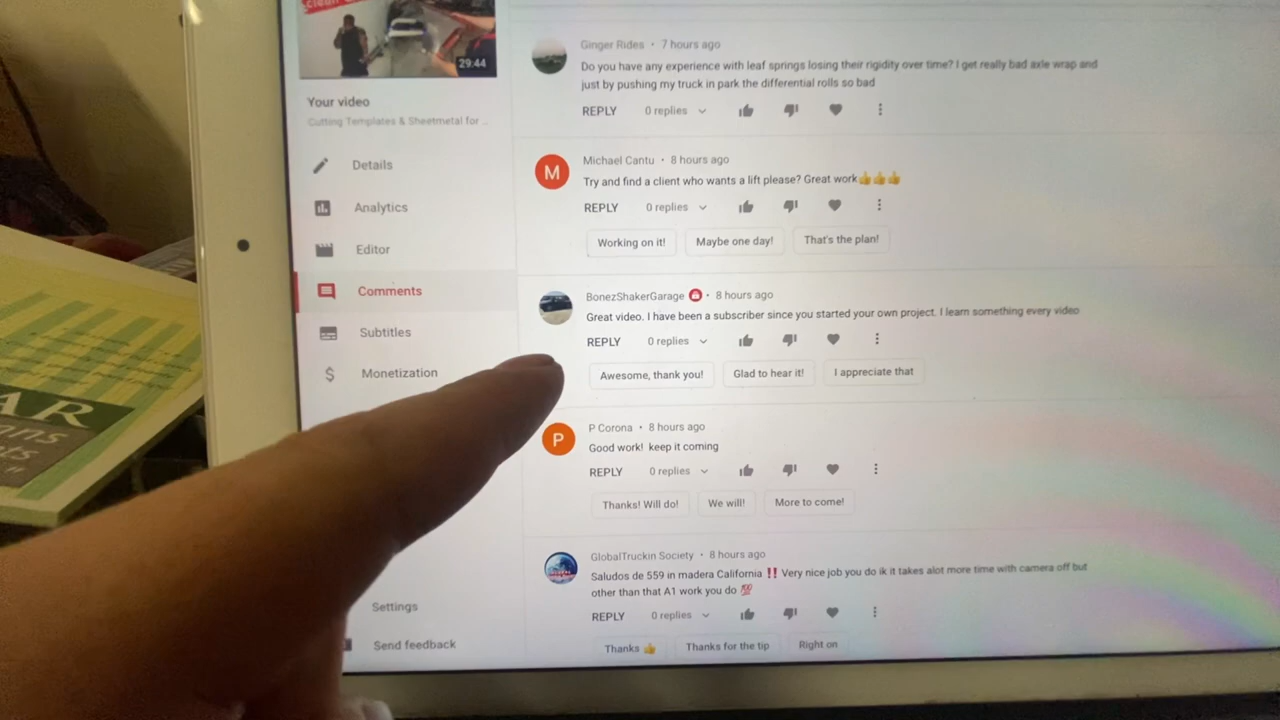 29:44
Your video
Cutting Templates & Sheetmetal for ...
Details
Analytics
Editor
Comments
Subtitles
$ Monetization
Settings
Send feedback
Ginger Rides • 7 hours ago
Do you have any experience with leaf springs losing their rigidity over time? I get really bad axle wrap and
just by pushing my truck in park the differential rolls so bad
REPLY 0 replies
M
Michael Cantu • 8 hours ago
Try and find a client who wants a lift please? Great work👍👍👍
REPLY 0 replies
Working on it! Maybe one day! That's the plan!
BonezShakerGarage • 8 hours ago
Great video. I have been a subscriber since you started your own project. I learn something every video
REPLY 0 replies
Awesome, thank you! Glad to hear it! I appreciate that
P
P Corona • 8 hours ago
Good work! keep it coming
REPLY 0 replies
Thanks! Will do! We will! More to come!
GlobalTruckin Society • 8 hours ago
Saludos de 559 in madera California ‼️ Very nice job you do ik it takes alot more time with camera off but
other than that A1 work you do 💯
REPLY 0 replies
Thanks 👍 Thanks for the tip Right on
AR